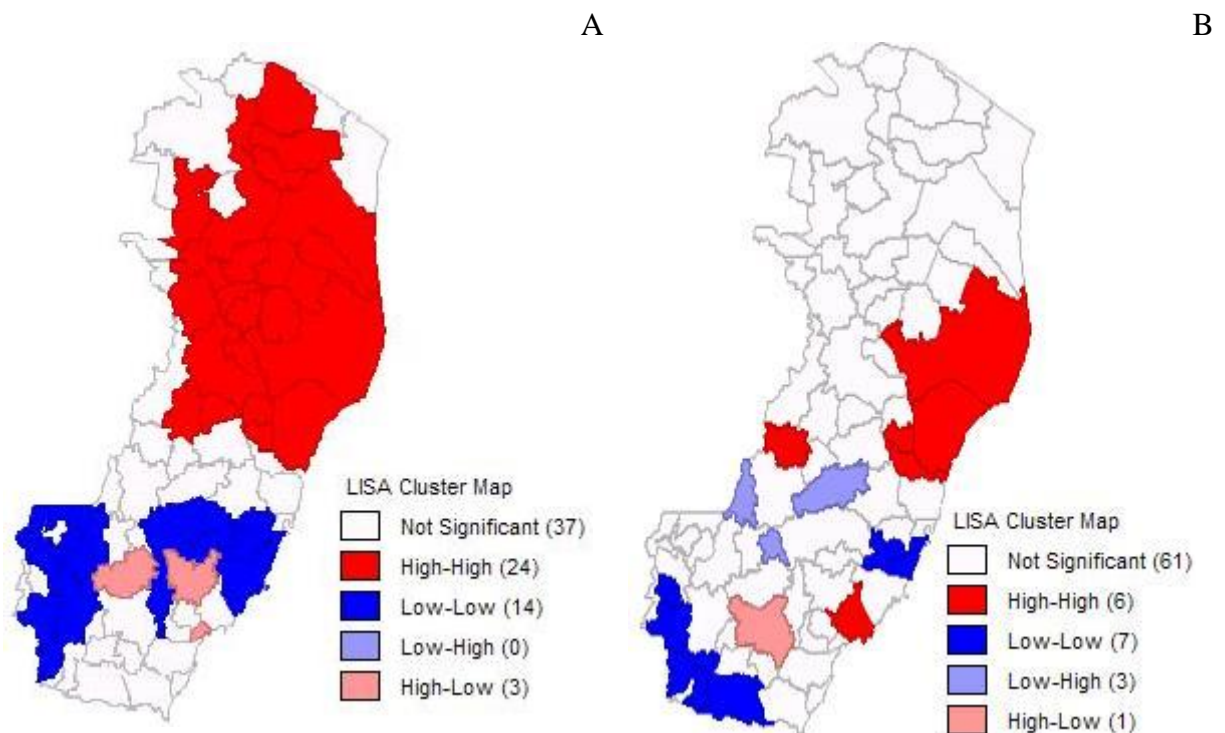 A
B
LISA Cluster Map
Not Significant (37)
High-High (24)
Low-Low (14)
Low-High (0)
High-Low (3)
LISA Cluster Map
Not Significant (61)
High-High (6)
Low-Low (7)
Low-High (3)
High-Low (1)